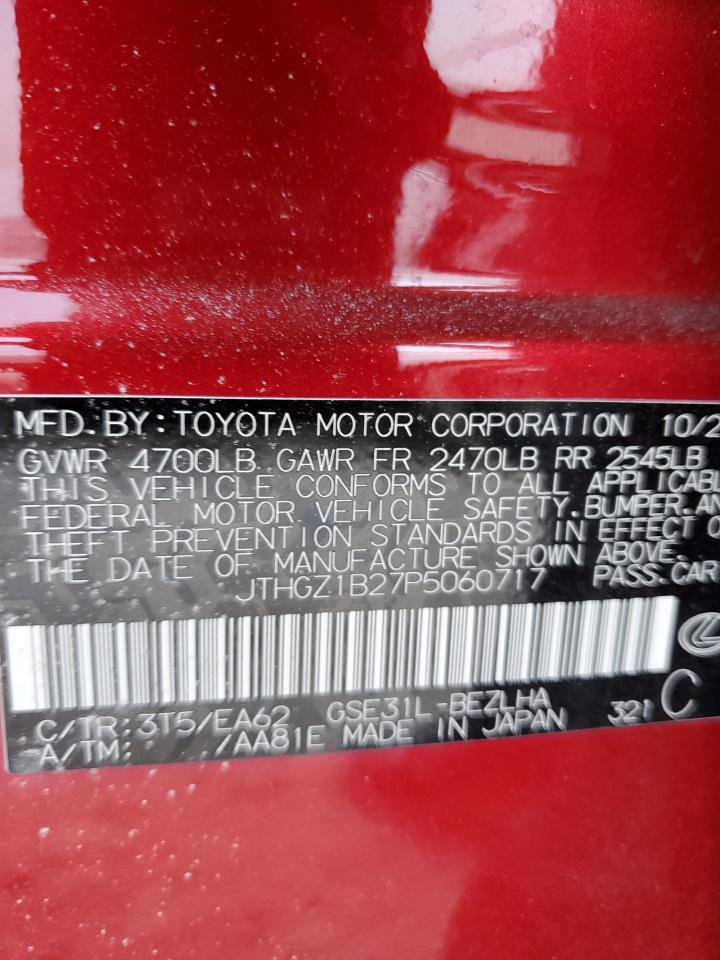 MFD.BY:TOYOTA MOTOR CORPORATION 10/2
GVWR 4700LB GAWR FR 2470LB RR 2545LB
THIS VEHICLE CONFORMS TO ALL APPLICABL
FEDERAL MOTOR VEHICLE SAFETY.BUMPER.AN
THEFT PREVENTION STANDARDS IN EFFECT O
THE DATE OF MANUFACTURE SHOWN ABOVE.
JTHGZ1B27P5060717 PASS.CAR
C/TR:3T5/EA62 GSE31L-BEZLHA 321 C
A/TM: /AA81E MADE IN JAPAN